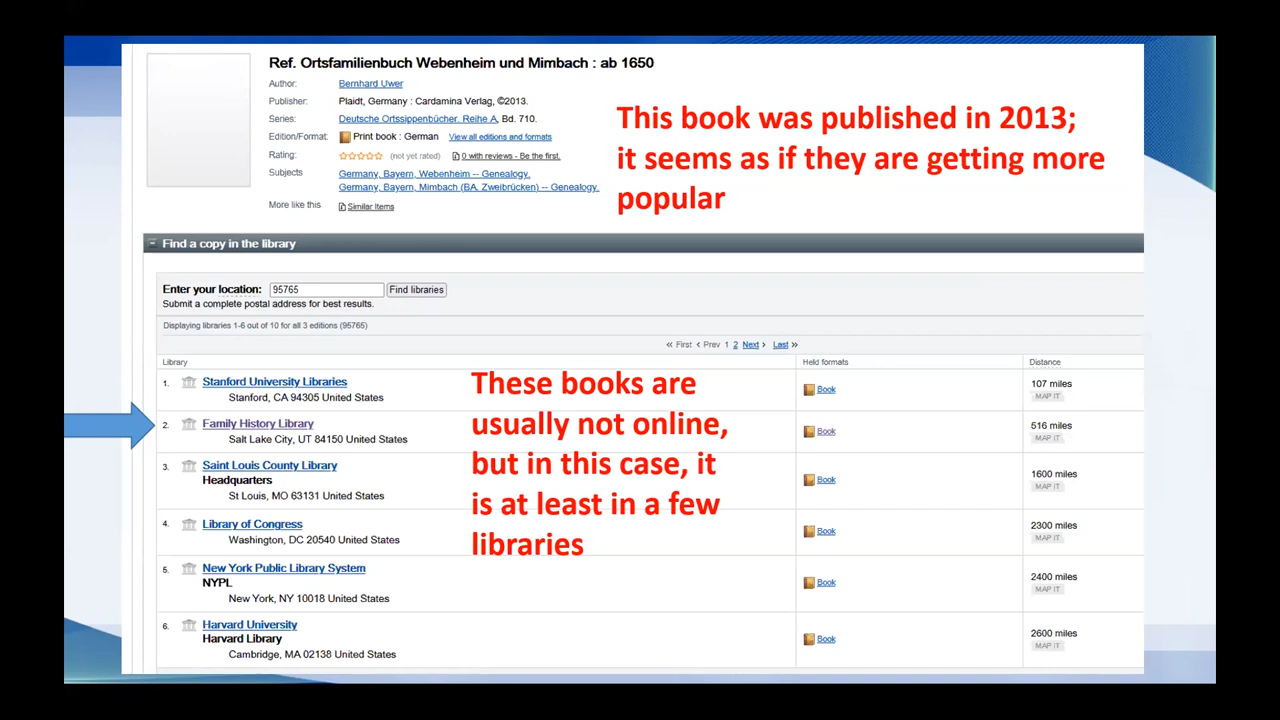 Ref. Ortsfamilienbuch Webenheim und Mimbach : ab 1650
Author: Bernhard Uwer
Publisher: Plaidt, Germany : Cardamina Verlag, ©2013.
Series: Deutsche Ortssippenbücher. Reihe A, Bd. 710.
Edition/Format: Print book : German View all editions and formats
Rating: (not yet rated) 0 with reviews - Be the first.
Subjects Germany, Bayern, Webenheim -- Genealogy.
Germany, Bayern, Mimbach (BA. Zweibrücken) -- Genealogy.
More like this Similar Items
This book was published in 2013;
it seems as if they are getting more
popular
Find a copy in the library
Enter your location: 95765 Find libraries
Submit a complete postal address for best results.
Displaying libraries 1-6 out of 10 for all 3 editions (95765)
« First < Prev 1 2 Next > Last »
Library Held formats Distance
1. Stanford University Libraries Book 107 miles
Stanford, CA 94305 United States MAP IT
2. Family History Library Book 516 miles
Salt Lake City, UT 84150 United States MAP IT
3. Saint Louis County Library Book 1600 miles
Headquarters MAP IT
St Louis, MO 63131 United States
4. Library of Congress Book 2300 miles
Washington, DC 20540 United States MAP IT
5. New York Public Library System Book 2400 miles
NYPL MAP IT
New York, NY 10018 United States
6. Harvard University Book 2600 miles
Harvard Library MAP IT
Cambridge, MA 02138 United States
These books are
usually not online,
but in this case, it
is at least in a few
libraries